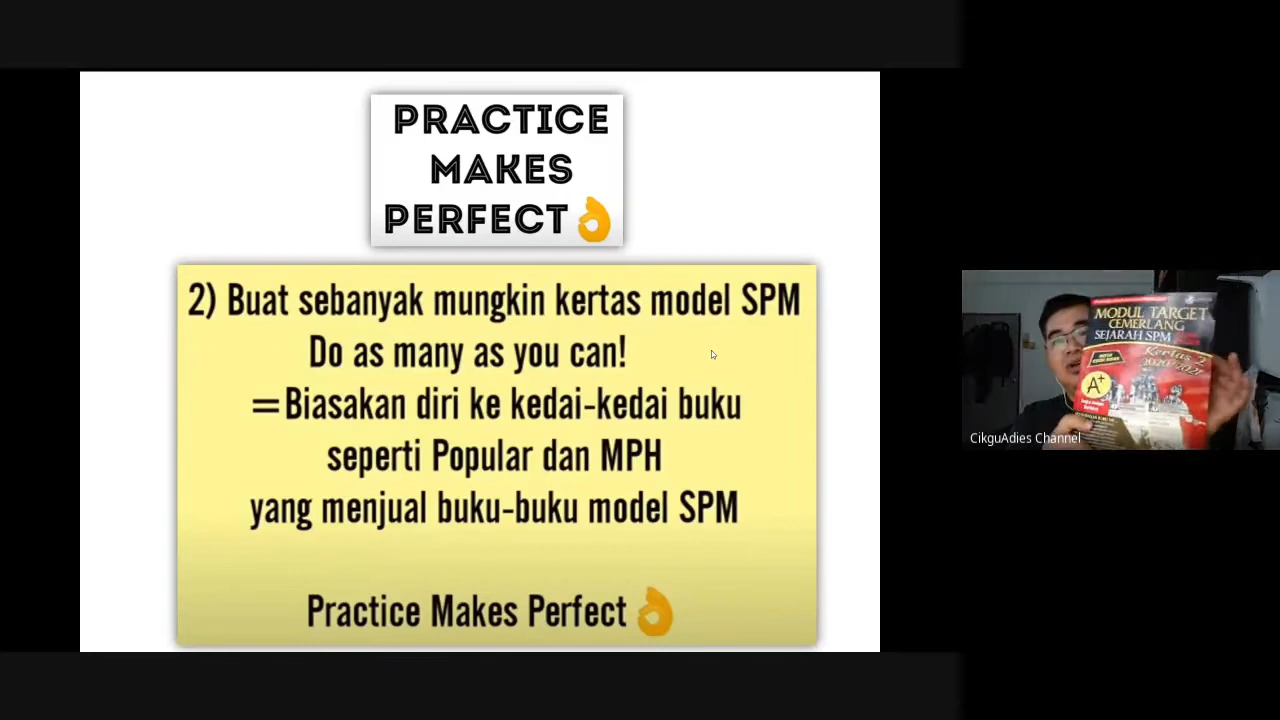 PRACTICE
MAKES
PERFECT👌
2) Buat sebanyak mungkin kertas model SPM
Do as many as you can!
=Biasakan diri ke kedai-kedai buku
seperti Popular dan MPH
yang menjual buku-buku model SPM
Practice Makes Perfect👌
MODUL TARGET
CEMERLANG
SEJARAH SPM
Kertas 2
2020/2021
A+
CikguAdies Channel